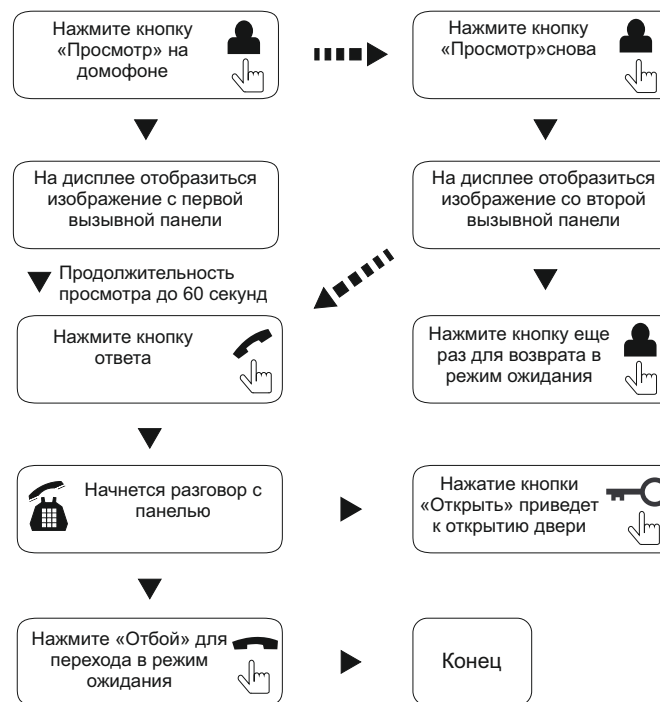 Нажмите кнопку
«Просмотр» на
домофоне
Нажмите кнопку
«Просмотр»снова
На дисплее отобразиться
изображение с первой
вызывной панели
На дисплее отобразиться
изображение со второй
вызывной панели
Продолжительность
просмотра до 60 секунд
Нажмите кнопку
ответа
Нажмите кнопку еще
раз для возврата в
режим ожидания
Начнется разговор с
панелью
Нажатие кнопки
«Открыть» приведет
к открытию двери
Нажмите «Отбой» для
перехода в режим
ожидания
Конец